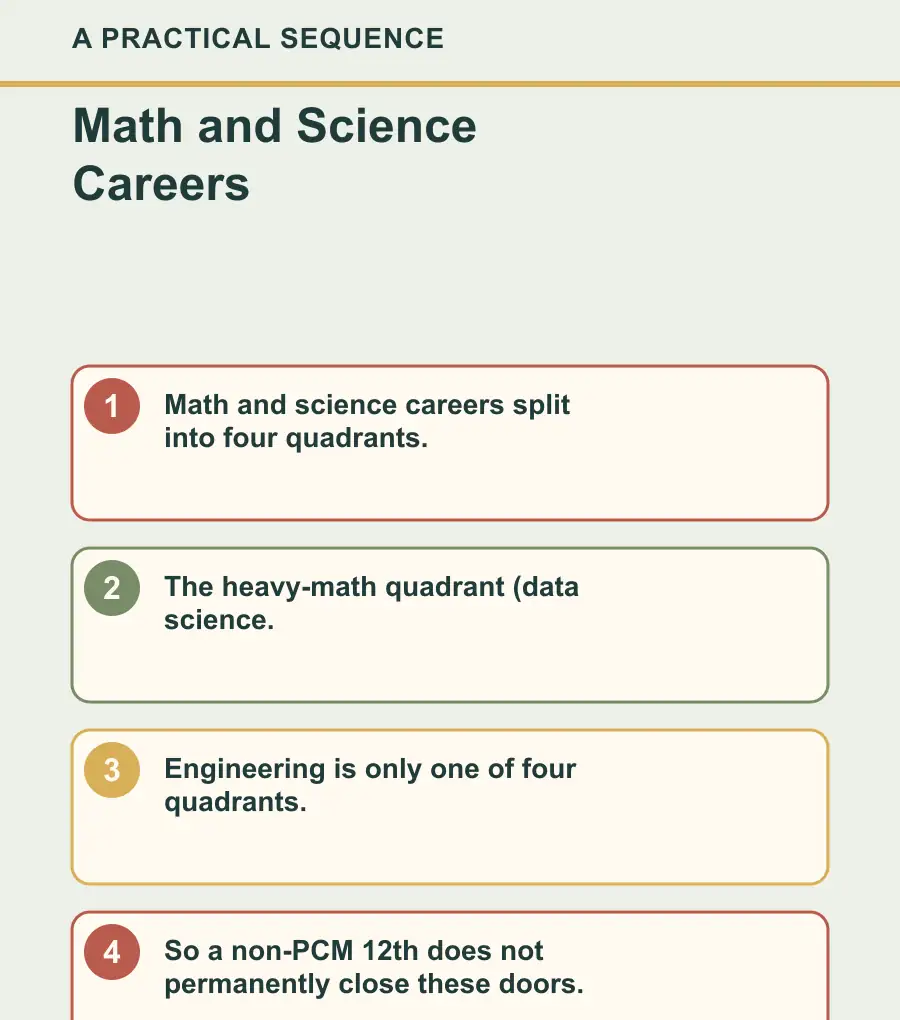 A PRACTICAL SEQUENCE
Math and Science
Careers
1
Math and science careers split
into four quadrants.
2
The heavy-math quadrant (data
science.
3
Engineering is only one of four
quadrants.
4
So a non-PCM 12th does not
permanently close these doors.